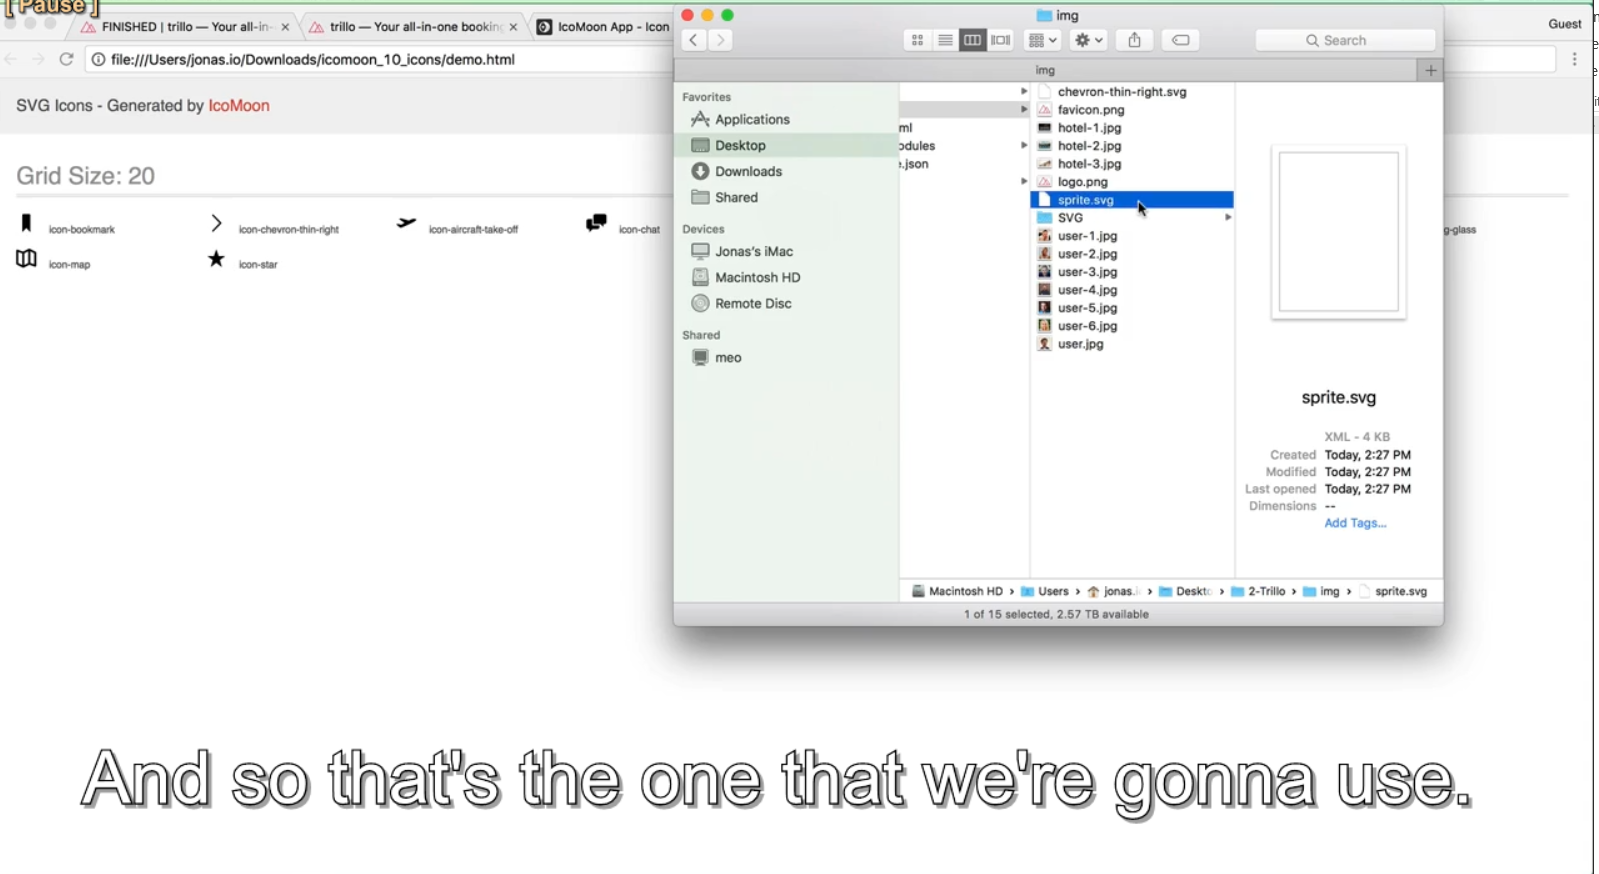 [ Pause ]
FINISHED | trillo — Your all-in-
trillo — Your all-in-one booking
IcoMoon App - Icon
Guest
file:///Users/jonas.io/Downloads/icomoon_10_icons/demo.html
SVG Icons - Generated by IcoMoon
Grid Size: 20
icon-bookmark
icon-chevron-thin-right
icon-aircraft-take-off
icon-chat
g-glass
icon-map
icon-star
img
Search
img
Favorites
Applications
Desktop
Downloads
Shared
Devices
Jonas's iMac
Macintosh HD
Remote Disc
Shared
meo
ml
odules
e.json
chevron-thin-right.svg
favicon.png
hotel-1.jpg
hotel-2.jpg
hotel-3.jpg
logo.png
sprite.svg
SVG
user-1.jpg
user-2.jpg
user-3.jpg
user-4.jpg
user-5.jpg
user-6.jpg
user.jpg
sprite.svg
XML - 4 KB
Created Today, 2:27 PM
Modified Today, 2:27 PM
Last opened Today, 2:27 PM
Dimensions --
Add Tags...
Macintosh HD › Users › jonas.i › Deskto › 2-Trillo › img › sprite.svg
1 of 15 selected, 2.57 TB available
And so that's the one that we're gonna use.